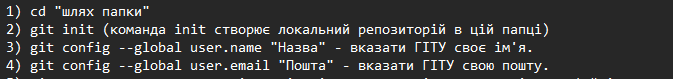 1) cd "шлях папки"
2) git init (команда init створює локальний репозиторій в цій папці)
3) git config --global user.name "Назва" - вказати ГІТУ своє ім'я.
4) git config --global user.email "Пошта" - вказати ГІТУ свою пошту.